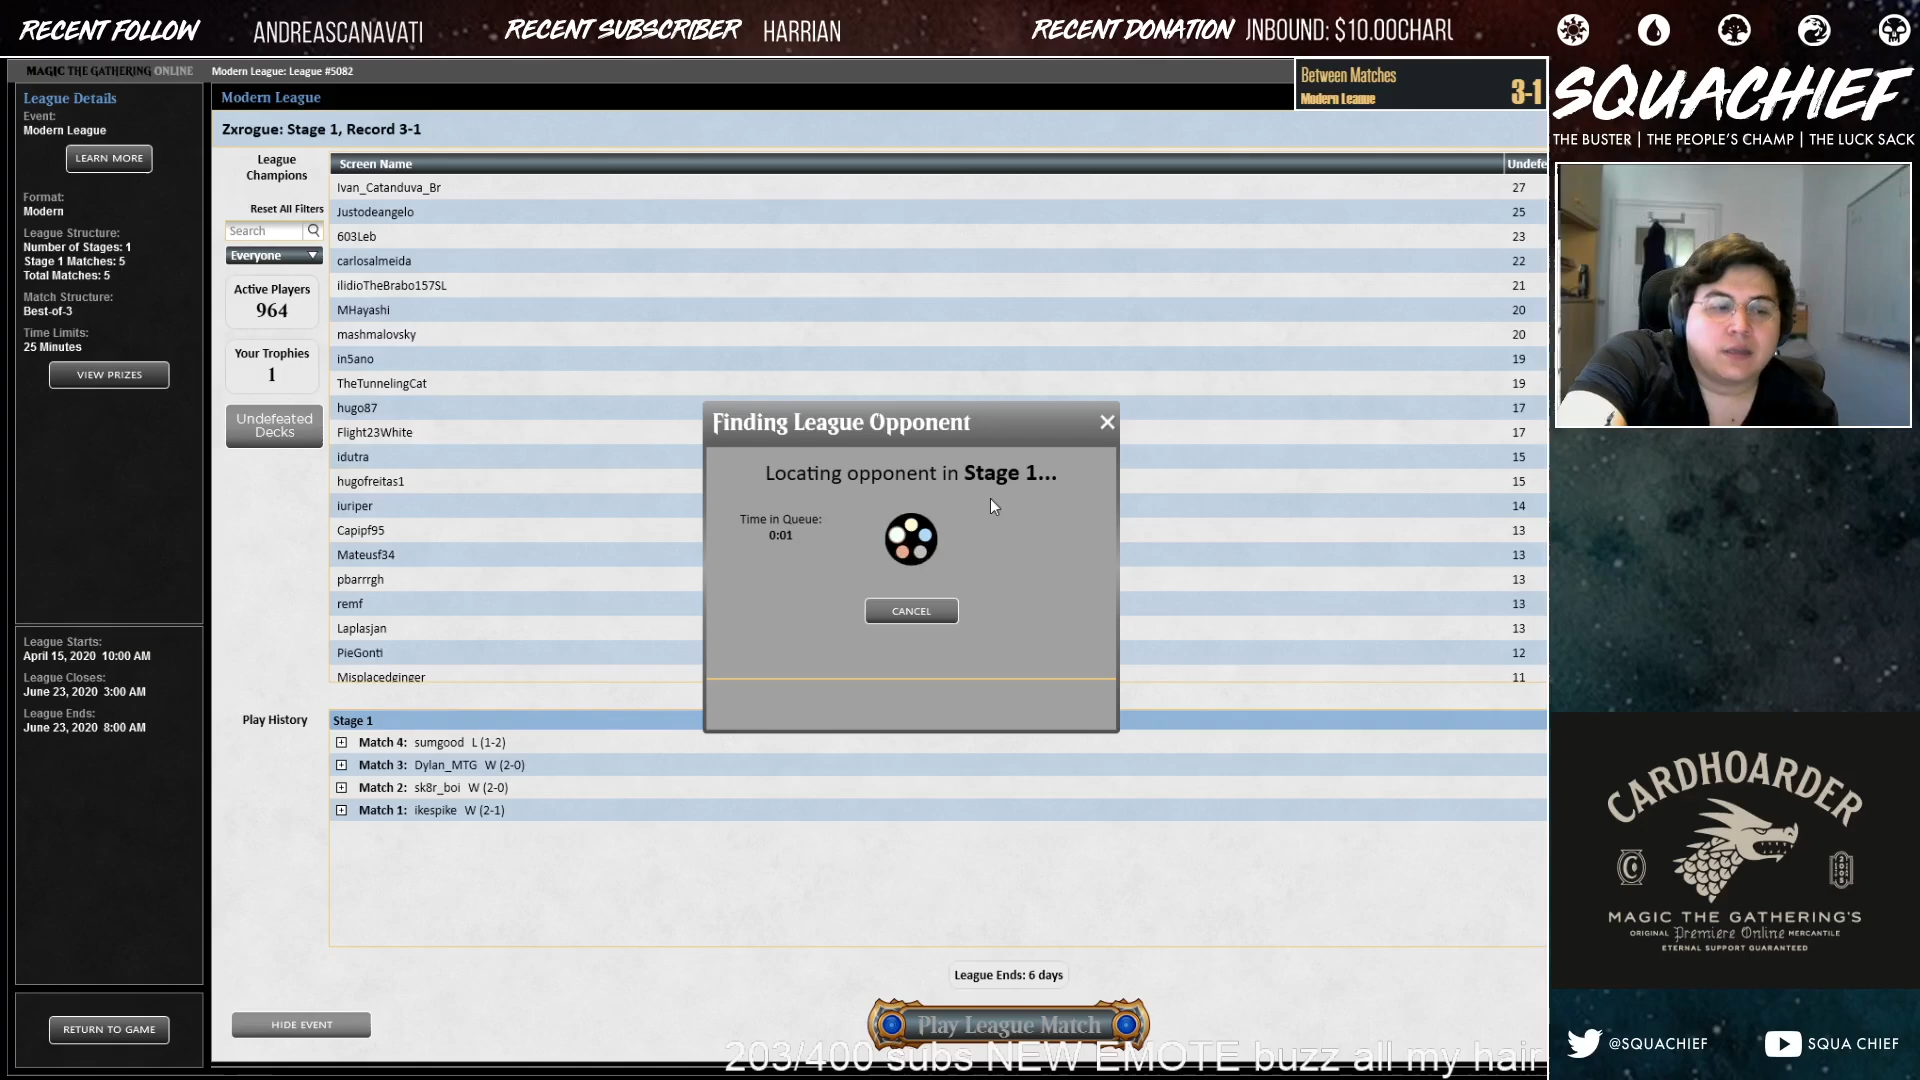 RECENT FOLLOW ANDREASCANAVATI RECENT SUBSCRIBER HARRIAN RECENT DONATION JNBOUND: $10.00CHARL
MAGIC THE GATHERING ONLINE Modern League: League #5082
Between Matches
Modern League 3-1
SQUACHIEF
THE BUSTER | THE PEOPLE'S CHAMP | THE LUCK SACK
League Details
Event:
Modern League
LEARN MORE
Format:
Modern
League Structure:
Number of Stages: 1
Stage 1 Matches: 5
Total Matches: 5
Match Structure:
Best-of-3
Time Limits:
25 Minutes
VIEW PRIZES
League Starts:
April 15, 2020 10:00 AM
League Closes:
June 23, 2020 3:00 AM
League Ends:
June 23, 2020 8:00 AM
RETURN TO GAME
Modern League
Zxrogue: Stage 1, Record 3-1
League
Champions
Reset All Filters
Search
Everyone
Active Players
964
Your Trophies
1
Undefeated
Decks
Screen Name Undefe
Ivan_Catanduva_Br 27
Justodeangelo 25
603Leb 23
carlosalmeida 22
ilidioTheBrabo157SL 21
MHayashi 20
mashmalovsky 20
in5ano 19
TheTunnelingCat 19
hugo87 17
Flight23White 17
idutra 15
hugofreitas1 15
iuriper 14
Capipf95 13
Mateusf34 13
pbarrrgh 13
remf 13
Laplasjan 13
PieGonti 12
Misplacedginger 11
Finding League Opponent
Locating opponent in Stage 1...
Time in Queue:
0:01
CANCEL
Play History
Stage 1
Match 4: sumgood L (1-2)
Match 3: Dylan_MTG W (2-0)
Match 2: sk8r_boi W (2-0)
Match 1: ikespike W (2-1)
League Ends: 6 days
HIDE EVENT
Play League Match
203/400 subs NEW EMOTE buzz all my hair
CARDHOARDER
C
2005
MAGIC THE GATHERING'S
ORIGINAL Premiere Online MERCANTILE
ETERNAL SUPPORT GUARANTEED
@SQUACHIEF SQUA CHIEF